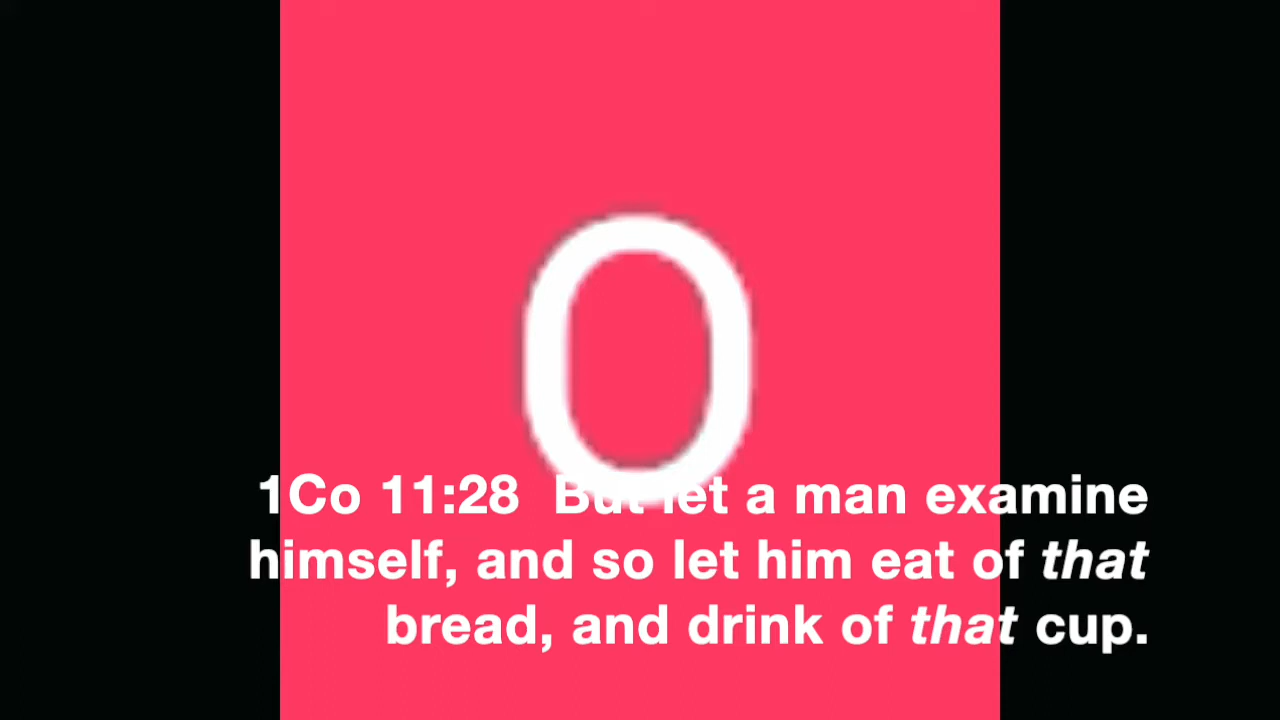 O
1Co 11:28  But let a man examine
himself, and so let him eat of that
bread, and drink of that cup.